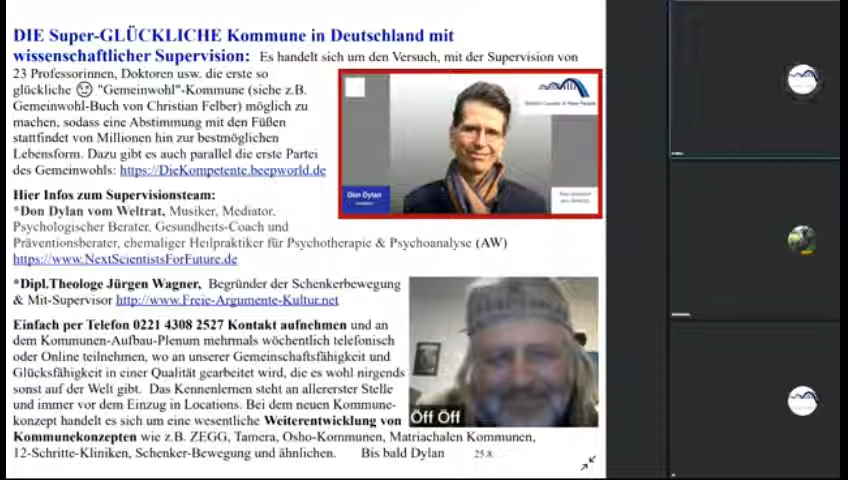 DIE Super-GLÜCKLICHE Kommune in Deutschland mit
wissenschaftlicher Supervision: Es handelt sich um den Versuch, mit der Supervision von
23 Professorinnen, Doktoren usw. die erste so
glückliche "Gemeinwohl"-Kommune (siehe z.B.
Gemeinwohl-Buch von Christian Felber) möglich zu
machen, sodass eine Abstimmung mit den Füßen
stattfindet von Millionen hin zur bestmöglichen
Lebensform. Dazu gibt es auch parallel die erste Partei
des Gemeinwohls: https://DieKompetente.beepworld.de
Don Dylan
Hier Infos zum Supervisionsteam:
*Don Dylan vom Weltrat, Musiker, Mediator,
Psychologischer Berater, Gesundheits-Coach und
Präventionsberater, ehemaliger Heilpraktiker für Psychotherapie & Psychoanalyse (AW)
https://www.NextScientistsForFuture.de
*Dipl.Theologe Jürgen Wagner, Begründer der Schenkerbewegung
& Mit-Supervisor http://www.Freie-Argumente-Kultur.net
Einfach per Telefon 0221 4308 2527 Kontakt aufnehmen und an
dem Kommunen-Aufbau-Plenum mehrmals wöchentlich telefonisch
oder Online teilnehmen, wo an unserer Gemeinschaftsfähigkeit und
Glücksfähigkeit in einer Qualität gearbeitet wird, die es wohl nirgends
sonst auf der Welt gibt. Das Kennenlernen steht an allererster Stelle
und immer vor dem Einzug in Locations. Bei dem neuen Kommune-
konzept handelt es sich um eine wesentliche Weiterentwicklung von
Kommunekonzepten wie z.B. ZEGG, Tamera, Osho-Kommunen, Matriachalen Kommunen,
12-Schritte-Kliniken, Schenker-Bewegung und ähnlichen. Bis bald Dylan 25.8
Öff Öff